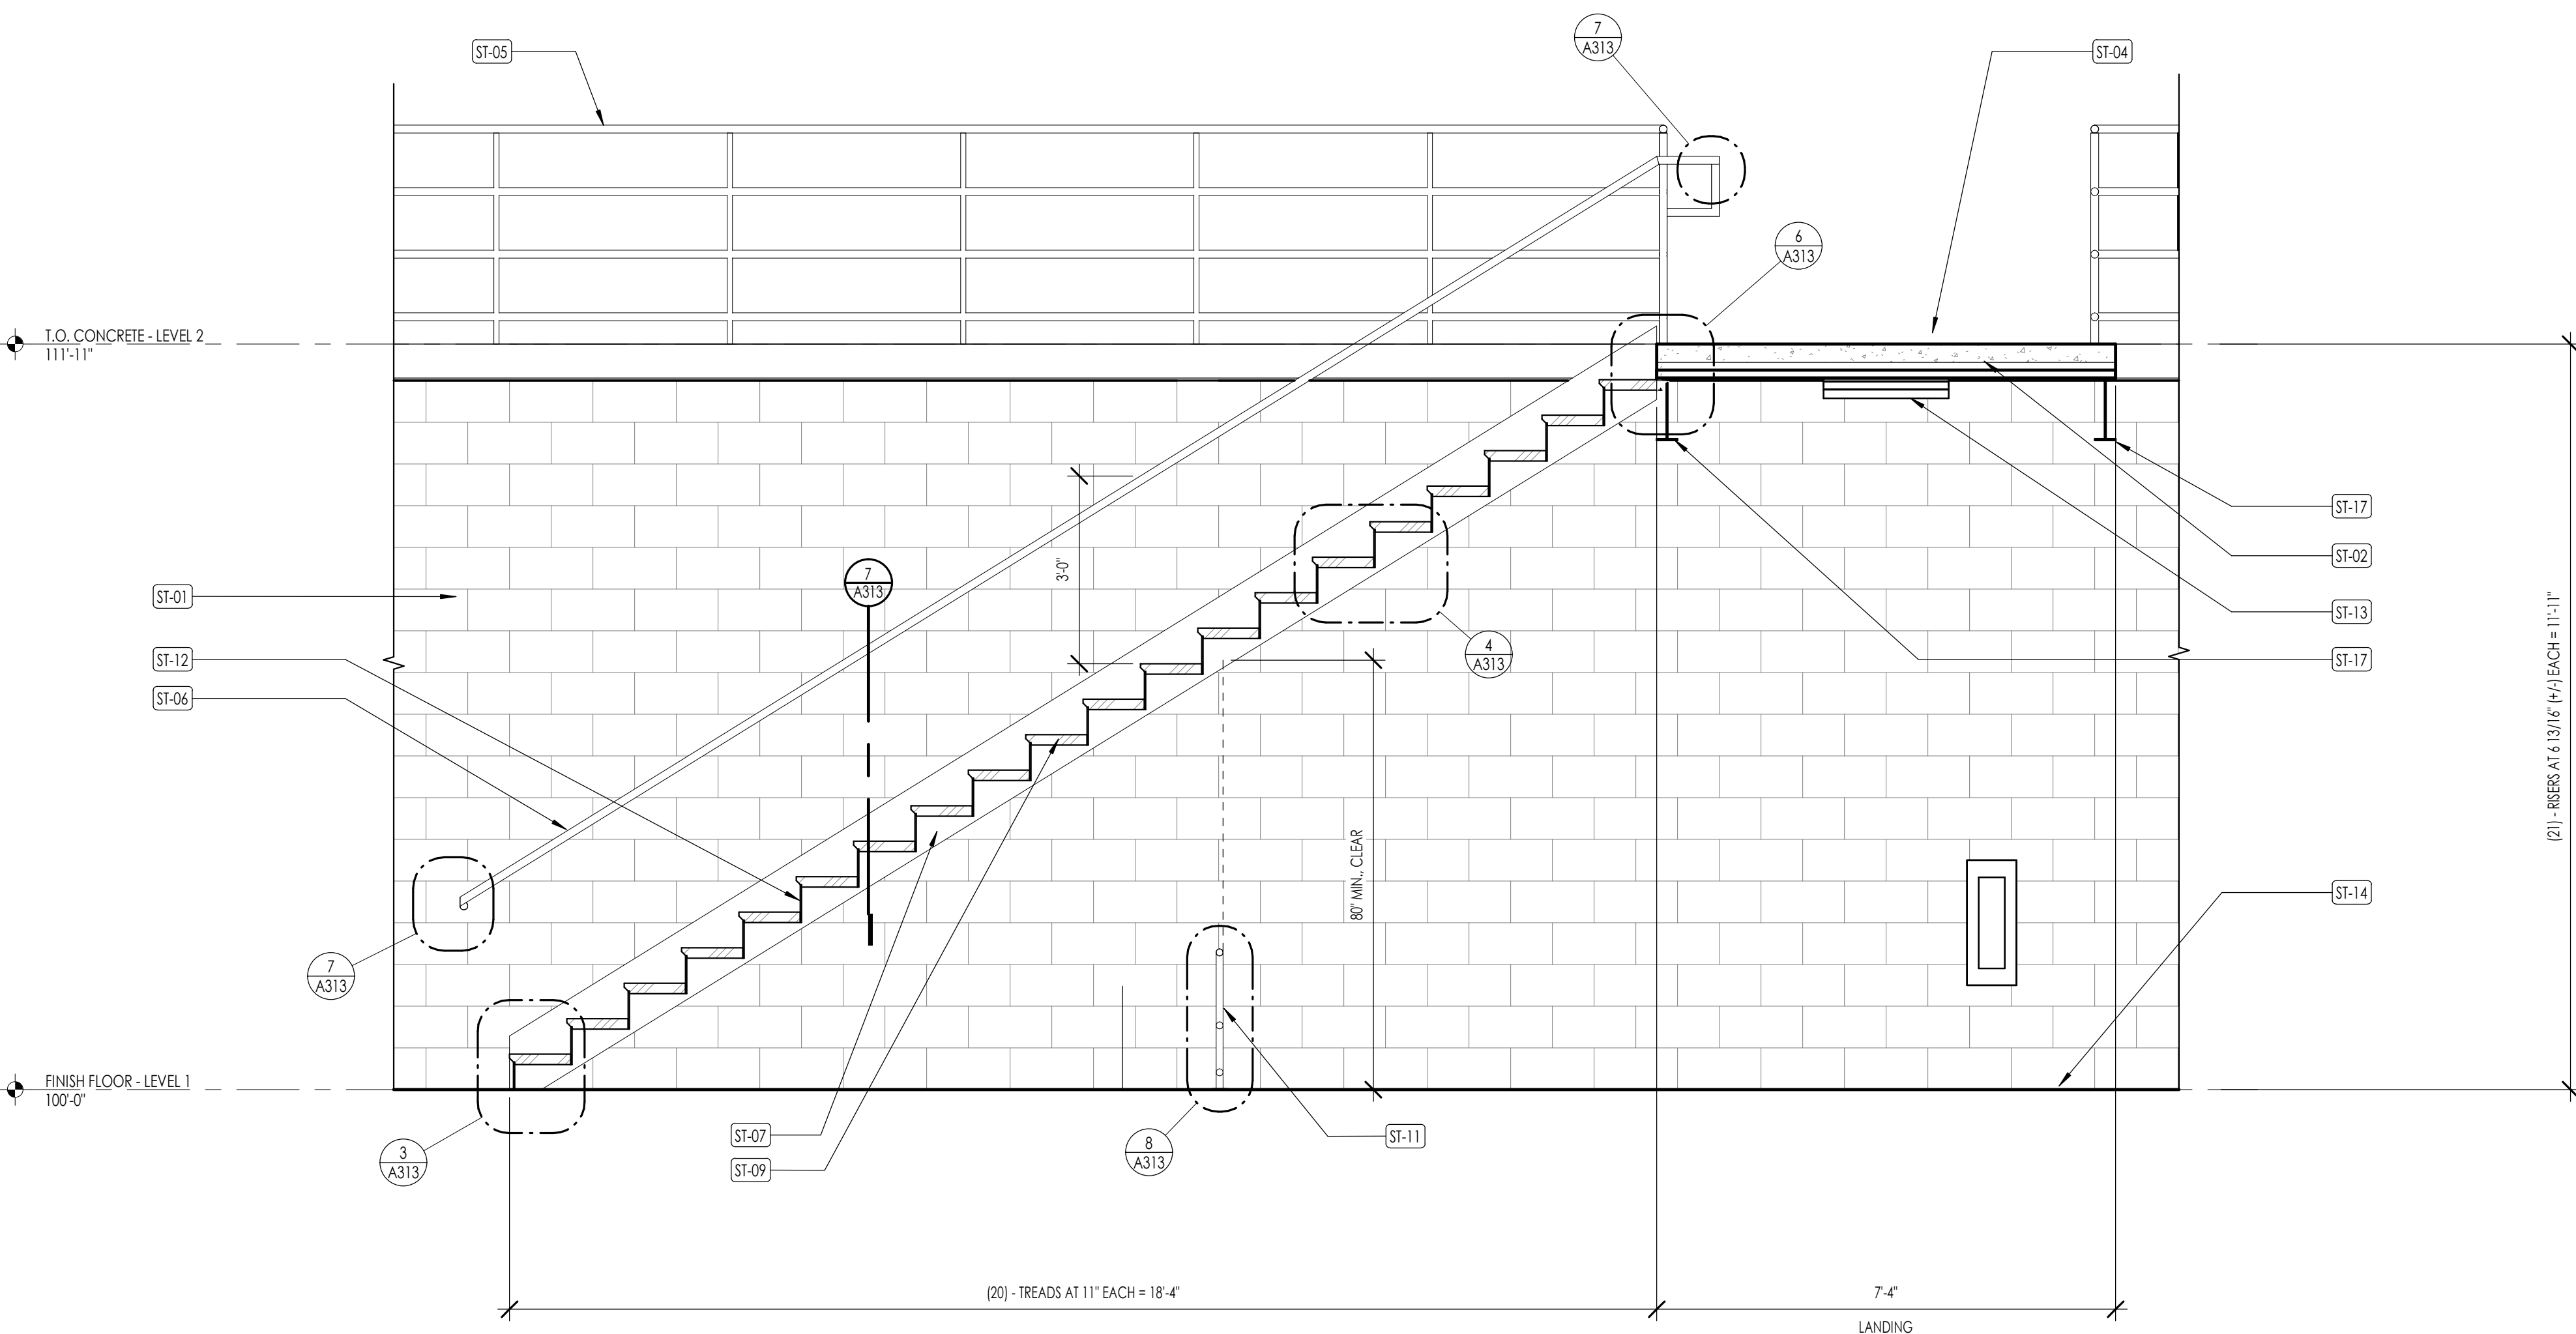 7
A313
ST-05
ST-04
6
A313
T.O. CONCRETE - LEVEL 2
111'-11"
ST-17
ST-02
3'-0"
7
A313
ST-01
ST-13
4
A313
ST-12
ST-17
ST-06
(21) - RISERS AT 6 13/16" (+/-) EACH = 11'-11"
80" MIN., CLEAR
ST-14
7
A313
FINISH FLOOR - LEVEL 1
100'-0"
ST-07
ST-11
8
A313
3
A313
ST-09
(20) - TREADS AT 11" EACH = 18'-4"
7'-4"
LANDING